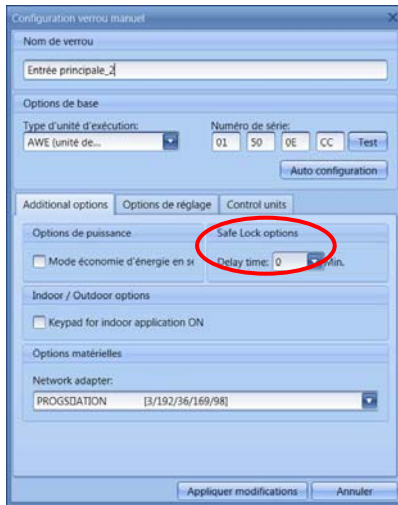 Configuration verrou manuel
Nom de verrou
Entrée principale_2
Options de base
Type d'unité d'exécution: Numéro de série:
AWE (unité de... 01 50 0E CC Test
Auto configuration
Additional options Options de réglage Control units
Options de puissance Safe Lock options
Mode économie d'énergie en se Delay time: 0 Min.
Indoor / Outdoor options
Keypad for indoor application ON
Options matérielles
Network adapter:
[3/192/36/169/98]
Appliquer modifications Annuler